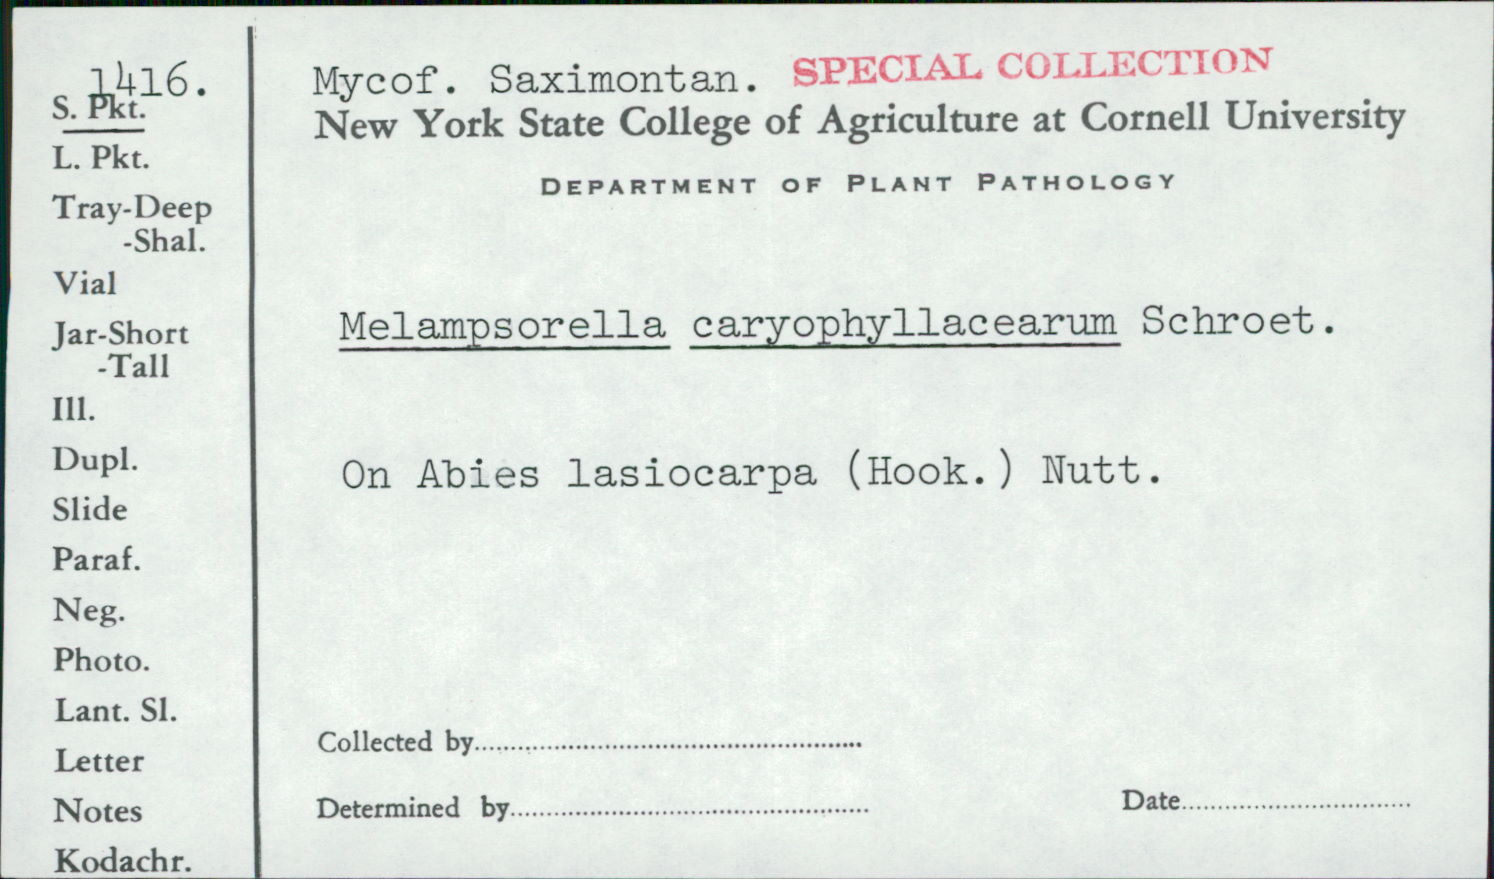 1416.
S. Pkt.
L. Pkt.
Tray-Deep
-Shal.
Vial
Jar-Short
-Tall
Ill.
Dupl.
Slide
Paraf.
Neg.
Photo.
Lant. Sl.
Letter
Notes
Kodachr.
Mycof. Saximontan. SPECIAL COLLECTION
New York State College of Agriculture at Cornell University
DEPARTMENT OF PLANT PATHOLOGY
Melampsorella caryophyllacearum Schroet.
On Abies lasiocarpa (Hook.) Nutt.
Collected by
Determined by Date